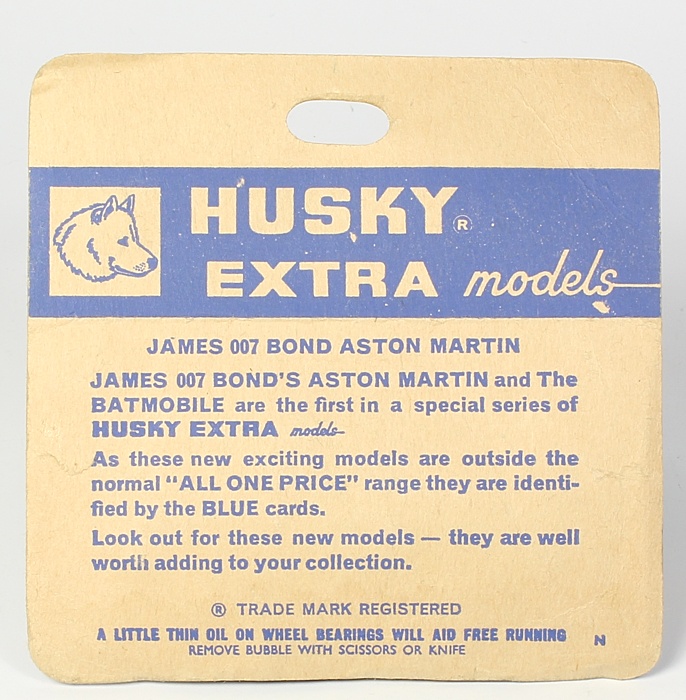 HUSKY®
EXTRA models
JAMES 007 BOND ASTON MARTIN
JAMES 007 BOND'S ASTON MARTIN and The
BATMOBILE are the first in a special series of
HUSKY EXTRA models
As these new exciting models are outside the
normal "ALL ONE PRICE" range they are identi-
fied by the BLUE cards.
Look out for these new models — they are well
worth adding to your collection.
® TRADE MARK REGISTERED
A LITTLE THIN OIL ON WHEEL BEARINGS WILL AID FREE RUNNING N
REMOVE BUBBLE WITH SCISSORS OR KNIFE